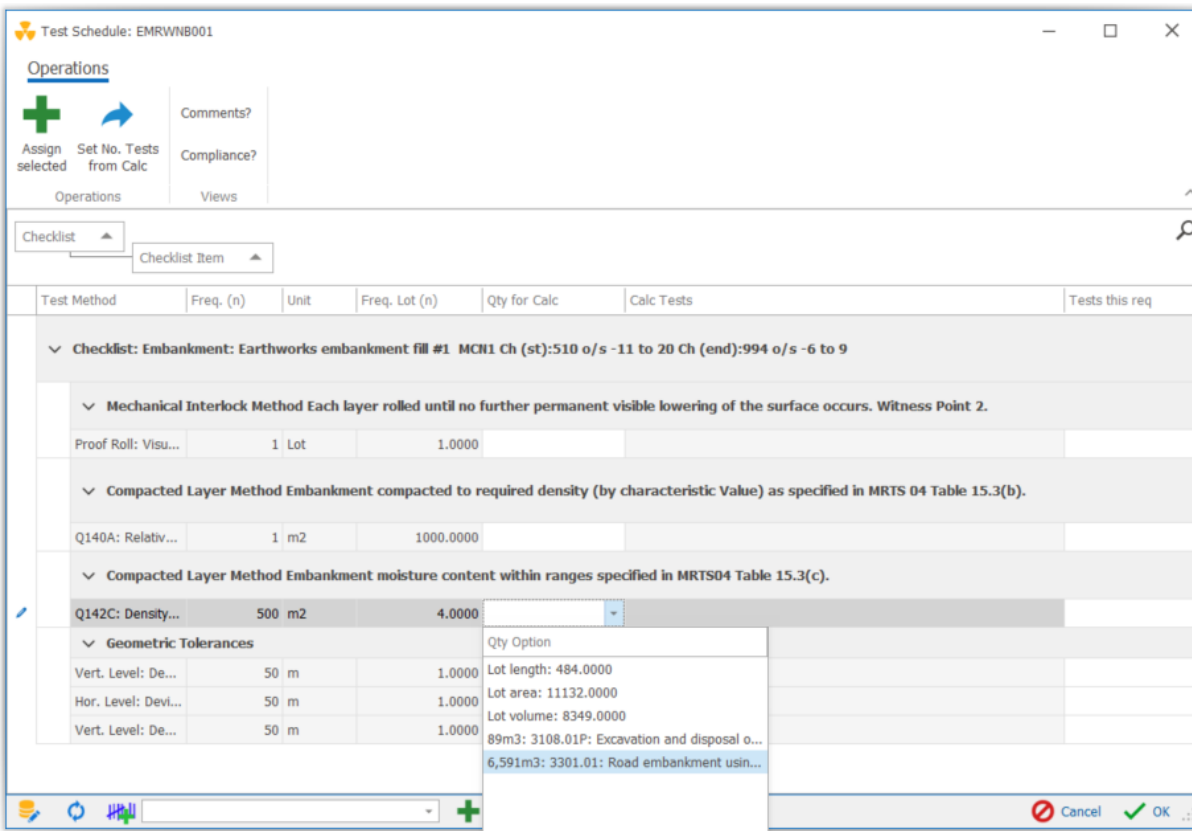 Test Schedule: EMRWNB001
Operations
Assign selected
Set No. Tests from Calc
Comments?
Compliance?
Operations
Views
Checklist
Checklist Item
Test Method Freq. (n) Unit Freq. Lot (n) Qty for Calc Calc Tests Tests this req
Checklist: Embankment: Earthworks embankment fill #1 MCN1 Ch (st):510 o/s -11 to 20 Ch (end):994 o/s -6 to 9
Mechanical Interlock Method Each layer rolled until no further permanent visible lowering of the surface occurs. Witness Point 2.
Proof Roll: Visu... 1 Lot 1.0000
Compacted Layer Method Embankment compacted to required density (by characteristic Value) as specified in MRTS 04 Table 15.3(b).
Q140A: Relativ... 1 m2 1000.0000
Compacted Layer Method Embankment moisture content within ranges specified in MRTS04 Table 15.3(c).
Q142C: Density... 500 m2 4.0000
Geometric Tolerances
Vert. Level: De... 50 m 1.0000
Hor. Level: Devi... 50 m 1.0000
Vert. Level: De... 50 m 1.0000
Qty Option
Lot length: 484.0000
Lot area: 11132.0000
Lot volume: 8349.0000
89m3: 3108.01P: Excavation and disposal o...
6,591m3: 3301.01: Road embankment usin...
Cancel OK